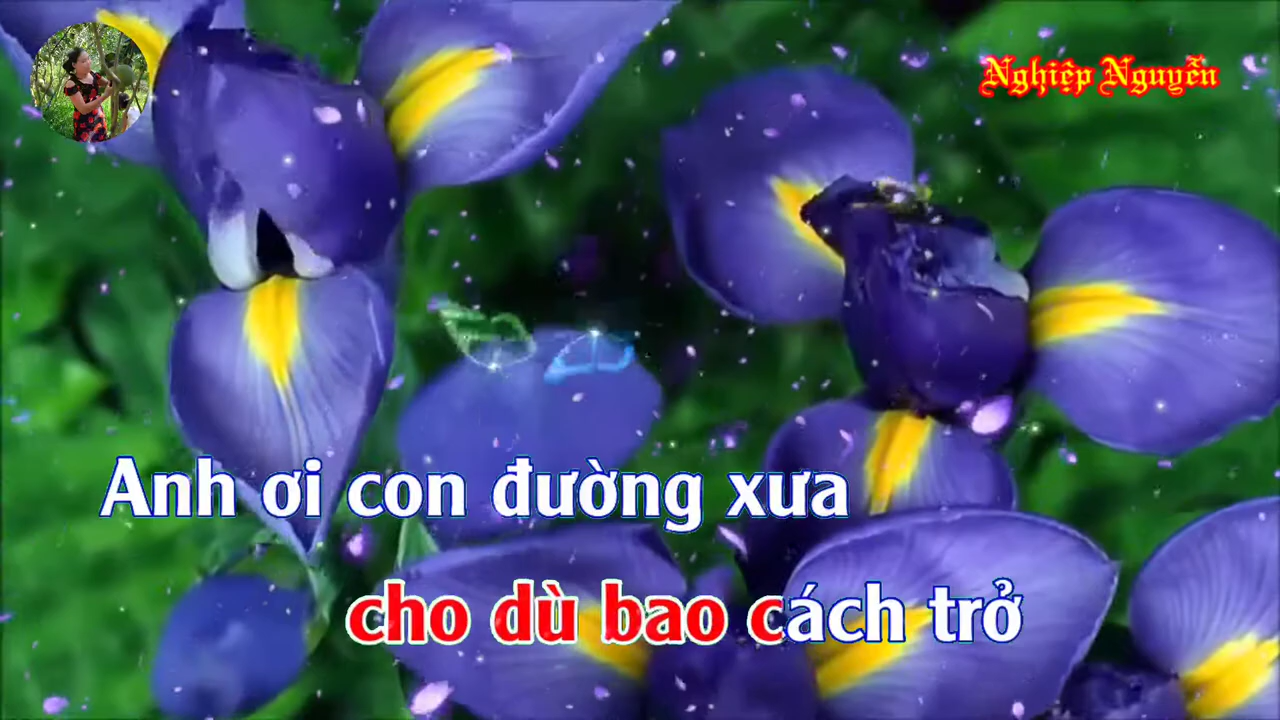 Nghiệp Nguyễn
Anh ơi con đường xưa
cho dù bao cách trở